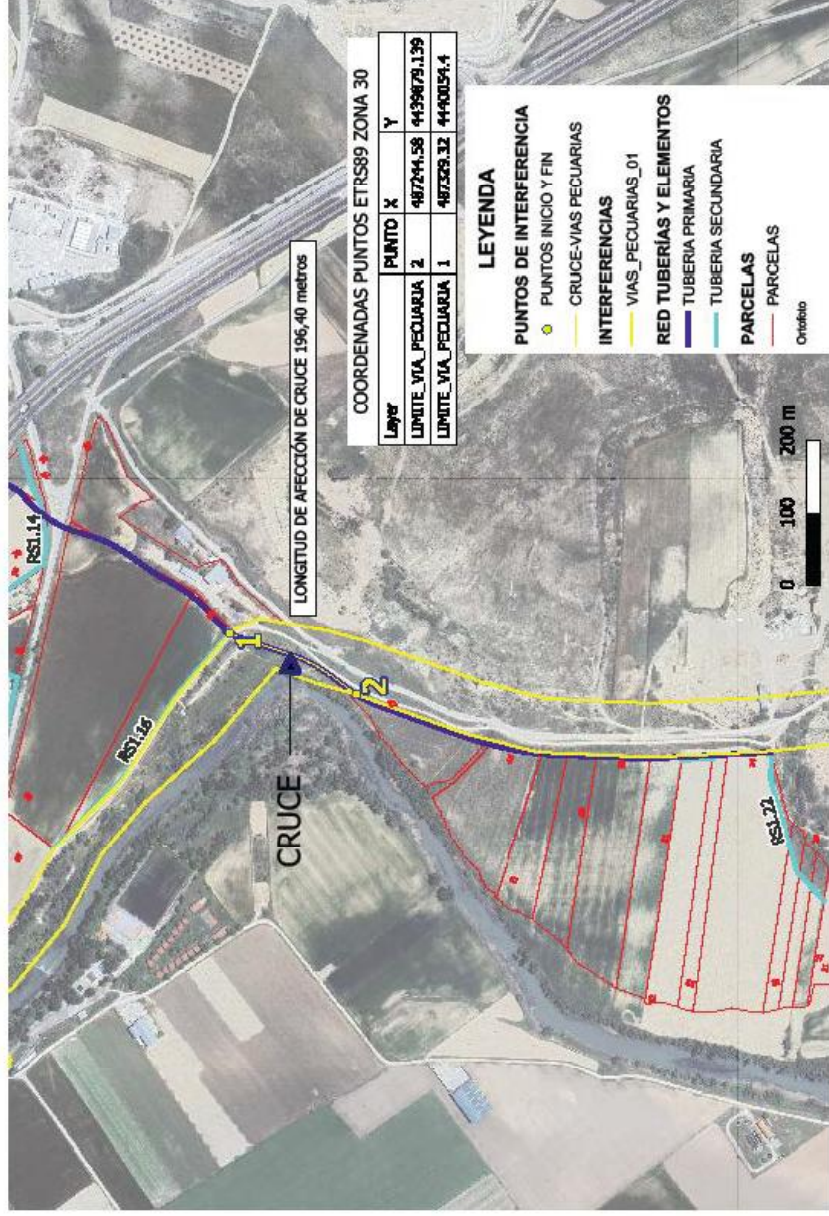 COORDENADAS PUNTOS ETRS89 ZONA 30
Layer PUNTO X Y
LIMITE_VIA_PECUARIA 2 487244.58 4439879.139
LIMITE_VIA_PECUARIA 1 487329.32 4440054.4
LONGITUD DE AFECCIÓN DE CRUCE 196,40 metros
RS1.14
RS1.16
1
2
CRUCE
RS1.22
LEYENDA
PUNTOS DE INTERFERENCIA
PUNTOS INICIO Y FIN
CRUCE-VIAS PECUARIAS
INTERFERENCIAS
VIAS_PECUARIAS_01
RED TUBERÍAS Y ELEMENTOS
TUBERIA PRIMARIA
TUBERIA SECUNDARIA
PARCELAS
PARCELAS
Ortofoto
0 100 200 m